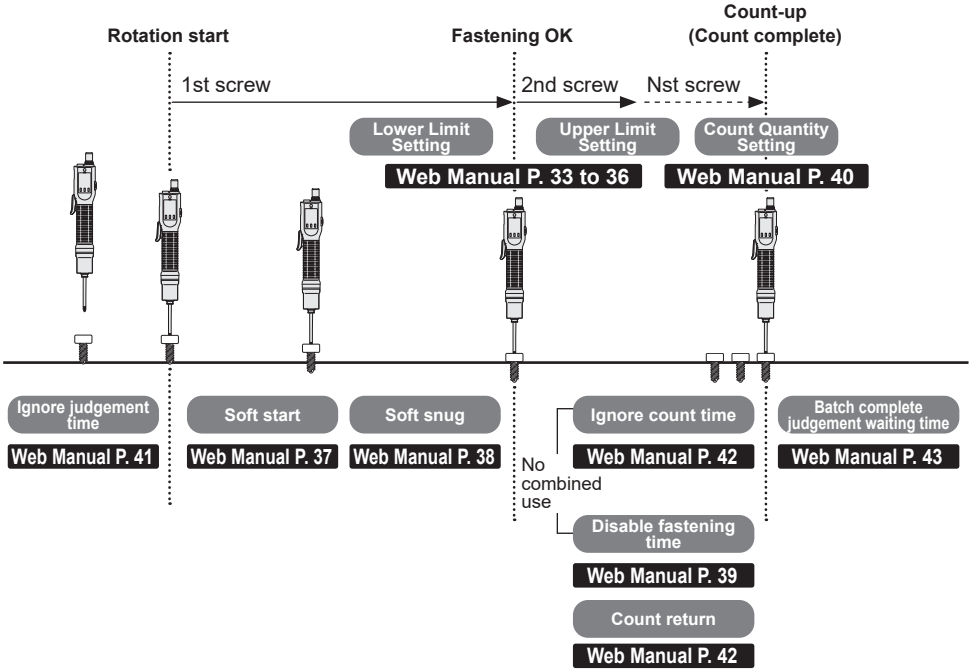 Rotation start
Fastening OK
Count-up
(Count complete)
1st screw
2nd screw
Nst screw
Lower Limit
Setting
Upper Limit
Setting
Count Quantity
Setting
Web Manual P. 33 to 36
Web Manual P. 40
Ignore judgement
time
Web Manual P. 41
Soft start
Web Manual P. 37
Soft snug
Web Manual P. 38
No
combined
use
Ignore count time
Web Manual P. 42
Batch complete
judgement waiting time
Web Manual P. 43
Disable fastening
time
Web Manual P. 39
Count return
Web Manual P. 42